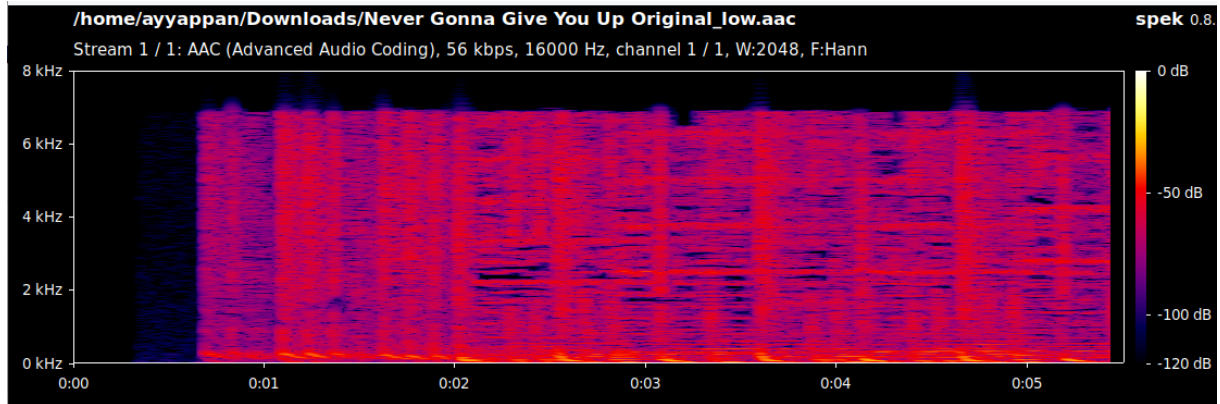 /home/ayyappan/Downloads/Never Gonna Give You Up Original_low.aac
spek 0.8.
Stream 1 / 1: AAC (Advanced Audio Coding), 56 kbps, 16000 Hz, channel 1 / 1, W:2048, F:Hann
8 kHz
6 kHz
4 kHz
2 kHz
0 kHz
0:00
0:01
0:02
0:03
0:04
0:05
0 dB
-50 dB
-100 dB
-120 dB